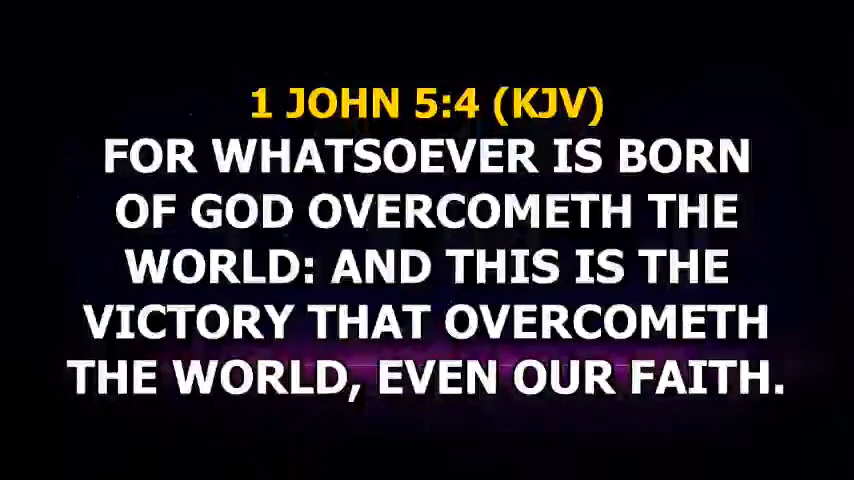 1 JOHN 5:4 (KJV)
FOR WHATSOEVER IS BORN
OF GOD OVERCOMETH THE
WORLD: AND THIS IS THE
VICTORY THAT OVERCOMETH
THE WORLD, EVEN OUR FAITH.